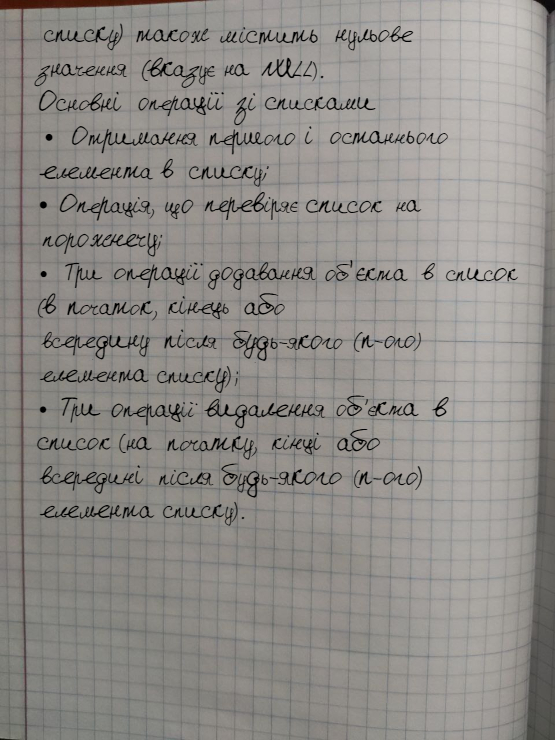 списку) також містить нульове
значення (вказує на NULL).
Основні операції зі списками
• Отримання першого і останнього
елемента в списку;
• Операція, що перевіряє список на
порожнечу;
• Три операції додавання об'єкта в список
(в початок, кінець або
всередину після будь-якого (n-ого)
елемента списку);
• Три операції видалення об'єкта в
список (на початку, кінці або
всередині після будь-якого (n-ого)
елемента списку).